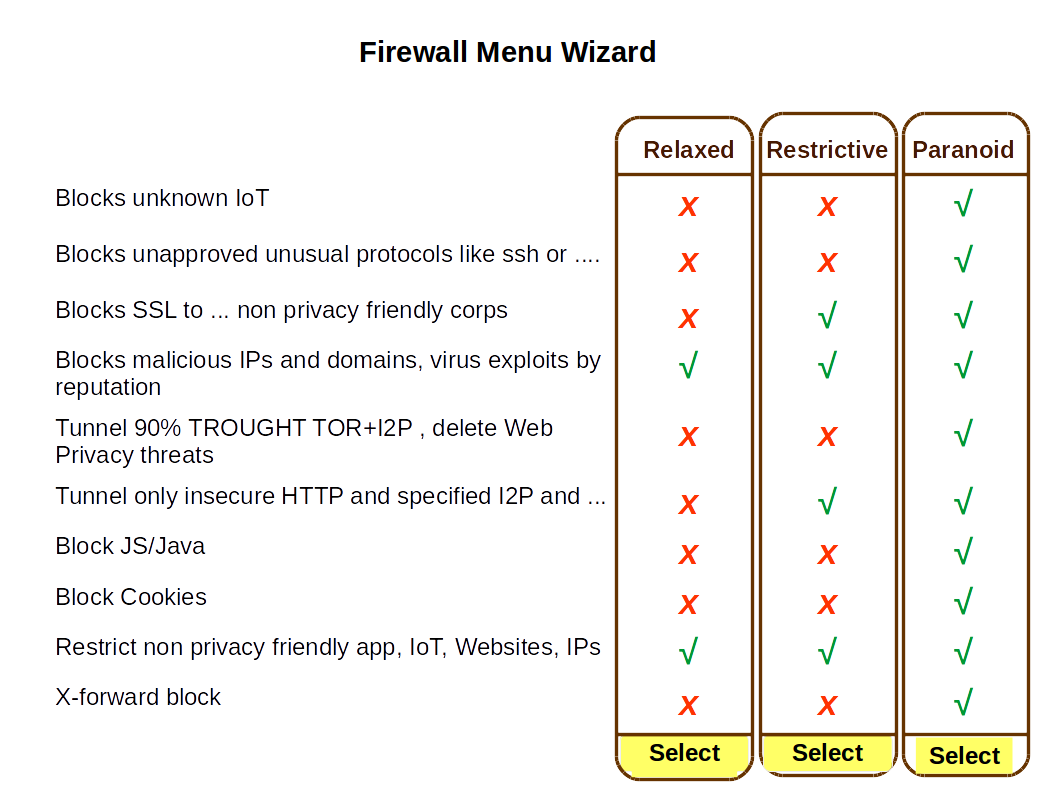 Firewall Menu Wizard
Relaxed Restrictive Paranoid
Blocks unknown IoT x x √
Blocks unapproved unusual protocols like ssh or .... x x √
Blocks SSL to ... non privacy friendly corps x √ √
Blocks malicious IPs and domains, virus exploits by √ √ √
reputation
Tunnel 90% TROUGHT TOR+I2P , delete Web x x √
Privacy threats
Tunnel only insecure HTTP and specified I2P and ... x √ √
Block JS/Java x x √
Block Cookies x x √
Restrict non privacy friendly app, IoT, Websites, IPs √ √ √
X-forward block x x √
Select Select Select